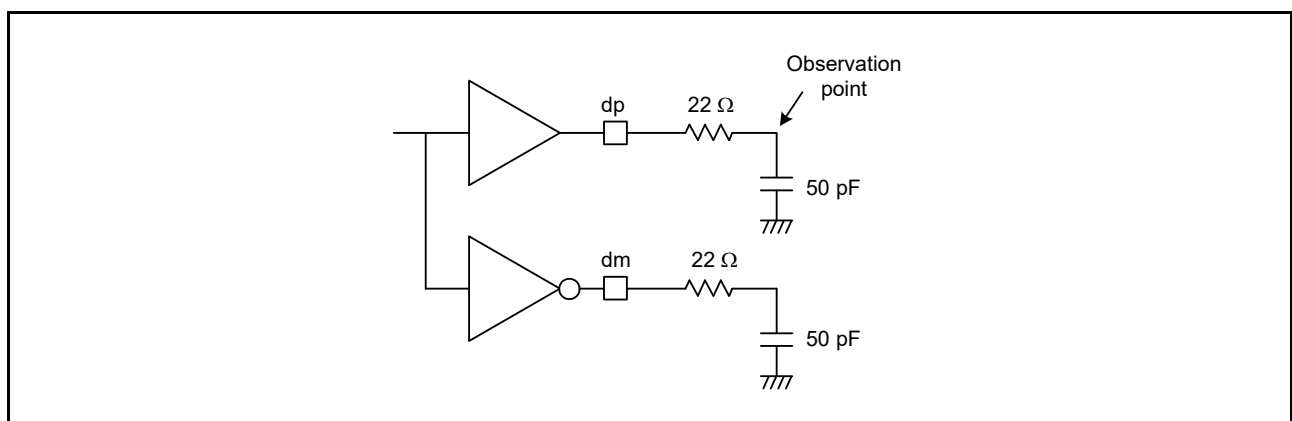 Observation
point
dp
22 Ω
50 pF
dm
22 Ω
50 pF